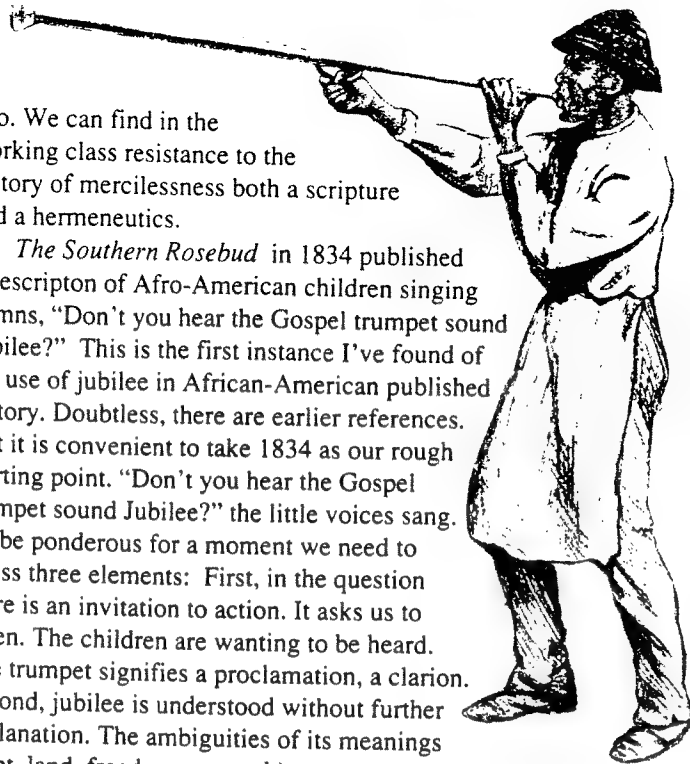 o. We can find in the
rking class resistance to the
tory of mercilessness both a scripture
d a hermeneutics.
The Southern Rosebud in 1834 published
escripton of Afro-American children singing
mns, “Don’t you hear the Gospel trumpet sound
bilee?” This is the first instance I’ve found of
use of jubilee in African-American published
tory. Doubtless, there are earlier references.
t it is convenient to take 1834 as our rough
rting point. “Don’t you hear the Gospel
mpet sound Jubilee?” the little voices sang.
be ponderous for a moment we need to
ss three elements: First, in the question
re is an invitation to action. It asks us to
en. The children are wanting to be heard.
trumpet signifies a proclamation, a clarion.
ond, jubilee is understood without further
lanation. The ambiguities of its meanings